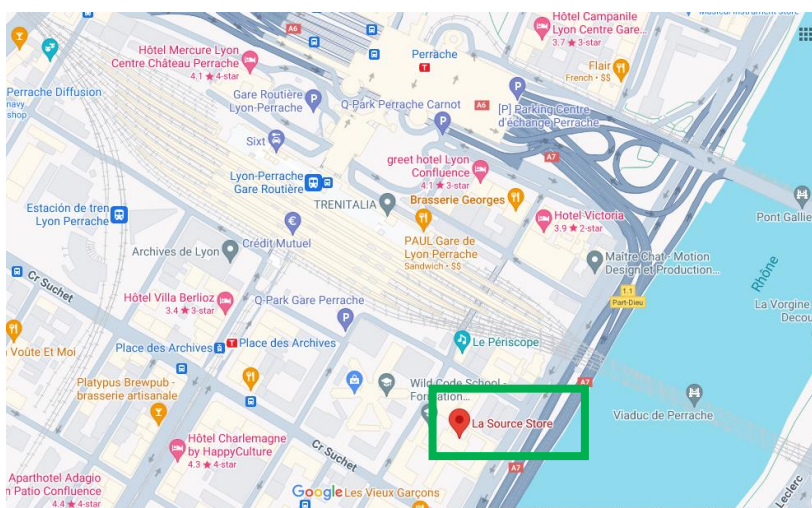 Musical instrument store
Hôtel Campanile
Lyon Centre Gare...
3.7 ★ 3-star
A6
Hôtel Mercure Lyon
Centre Château Perrache
4.1 ★ 4-star
Perrache
T
Flair
French • $$
Perrache Diffusion
navy
shop
Gare Routière
Lyon-Perrache
P
Q-Park Perrache Carnot
A6
P
[P] Parking Centre
d'échange Perrache
P
Sixt
A7
greet hotel Lyon
Confluence
4.1 ★ 3-star
Lyon-Perrache
Gare Routière
TRENITALIA
Brasserie Georges
Pont Gallie
Estación de tren
Lyon Perrache
€
Crédit Mutuel
Hotel Victoria
3.9 ★ 2-star
PAUL Gare de
Lyon Perrache
Sandwich • $$
Archives de Lyon
Maître Chat - Motion
Design et Production...
Rhône
Cr Suchet
Hôtel Villa Berlioz
3.4 ★ 3-star
Q-Park Gare Perrache
P
1.1
Part-Dieu
La Vorgine
Decou
Voûte Et Moi
Place des Archives
T
Place des Archives
Le Périscope
Platypus Brewpub -
brasserie artisanale
Wild Code School -
Formation...
A7
Viaduc de Perrache
La Source Store
Hôtel Charlemagne
by HappyCulture
4.3 ★ 4-star
Cr Suchet
A7
Aparthotel Adagio
n Patio Confluence
4.4 ★ 4-star
Google
Les Vieux Garçons
Leclerc